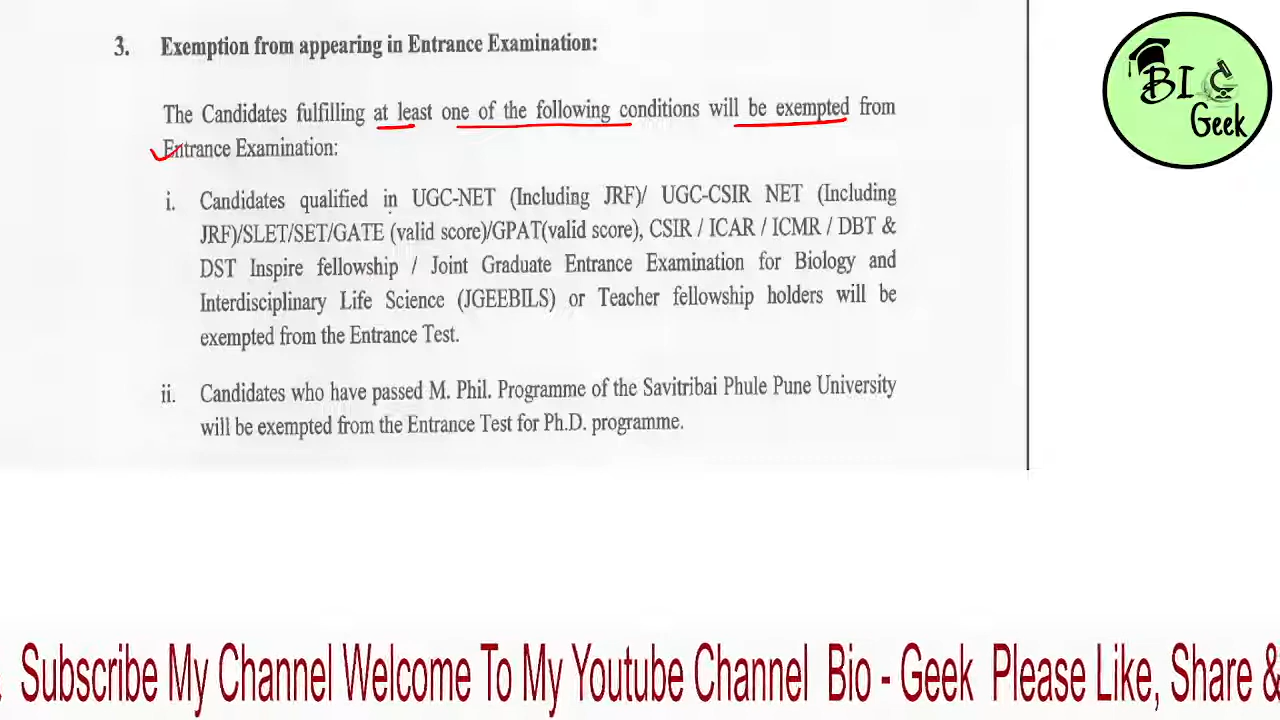 3. Exemption from appearing in Entrance Examination:
The Candidates fulfilling at least one of the following conditions will be exempted from
Entrance Examination:
i. Candidates qualified in UGC-NET (Including JRF)/ UGC-CSIR NET (Including
JRF)/SLET/SET/GATE (valid score)/GPAT(valid score), CSIR / ICAR / ICMR / DBT &
DST Inspire fellowship / Joint Graduate Entrance Examination for Biology and
Interdisciplinary Life Science (JGEEBILS) or Teacher fellowship holders will be
exempted from the Entrance Test.
ii. Candidates who have passed M. Phil. Programme of the Savitribai Phule Pune University
will be exempted from the Entrance Test for Ph.D. programme.
BIO
Geek
Subscribe My Channel Welcome To My Youtube Channel Bio - Geek Please Like, Share &